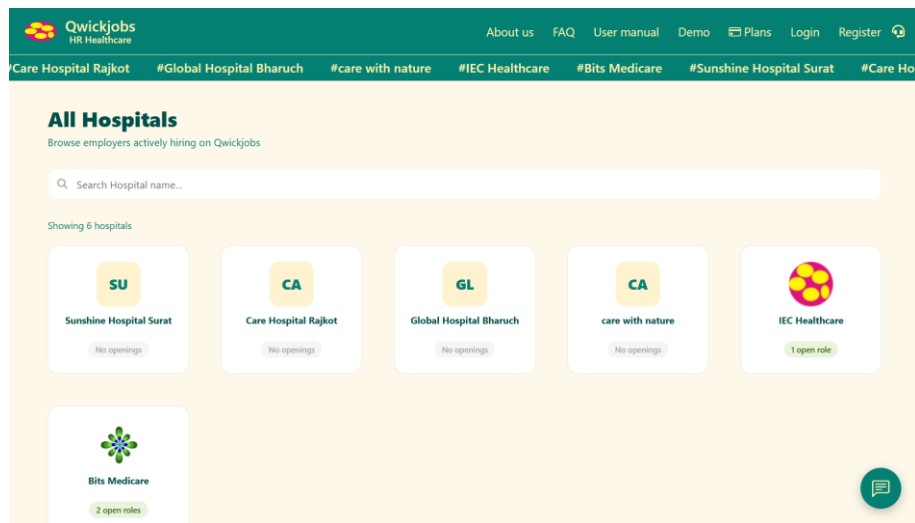 Qwickjobs
HR Healthcare
About us FAQ User manual Demo Plans Login Register
#Care Hospital Rajkot #Global Hospital Bharuch #care with nature #IEC Healthcare #Bits Medicare #Sunshine Hospital Surat #Care Ho
All Hospitals
Browse employers actively hiring on Qwickjobs
Search Hospital name...
Showing 6 hospitals
SU CA GL CA
Sunshine Hospital Surat Care Hospital Rajkot Global Hospital Bharuch care with nature IEC Healthcare
No openings No openings No openings No openings 1 open role
Bits Medicare
2 open roles